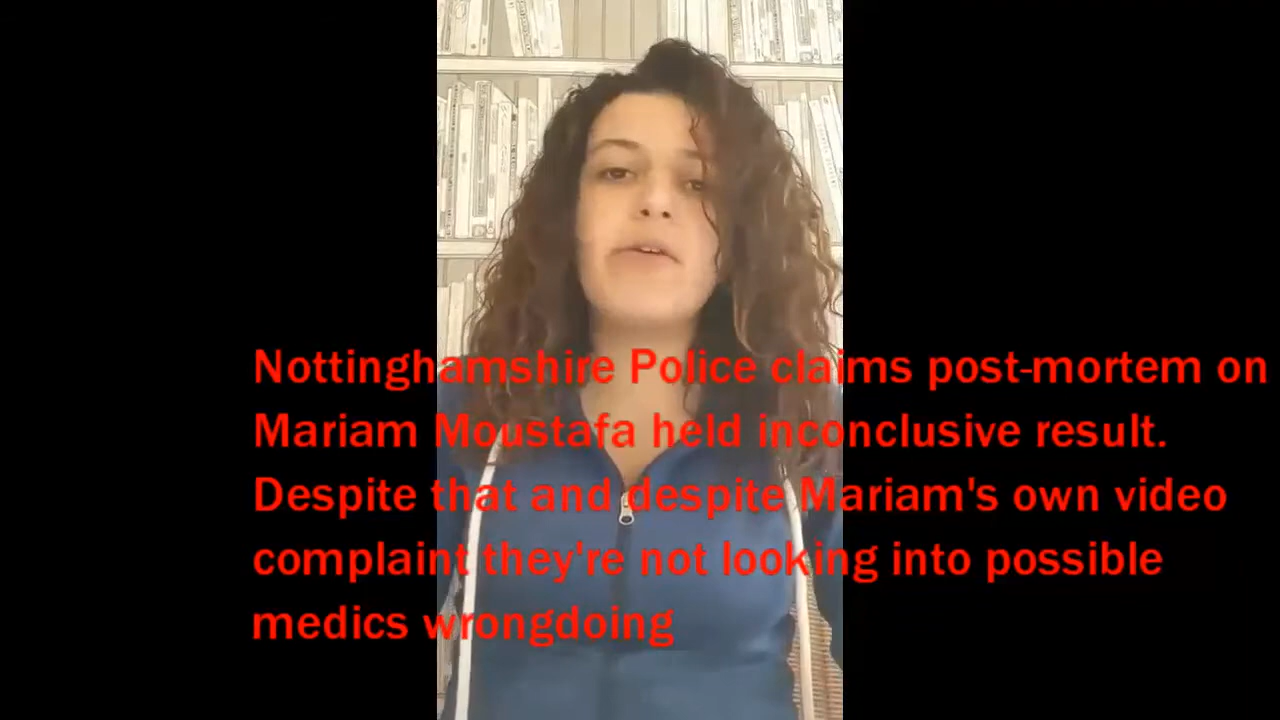 Nottinghamshire Police claims post-mortem on
Mariam Moustafa held inconclusive result.
Despite that and despite Mariam's own video
complaint they're not looking into possible
medics wrongdoing